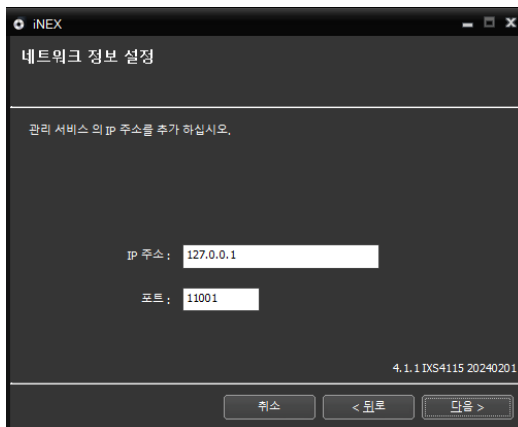 iNEX
네트워크 정보 설정
관리 서비스 의 IP 주소를 추가 하십시오.
IP 주소 : 127.0.0.1
포트 : 11001
4.1.1 IXS4115 20240201
취소 < 뒤로 다음 >